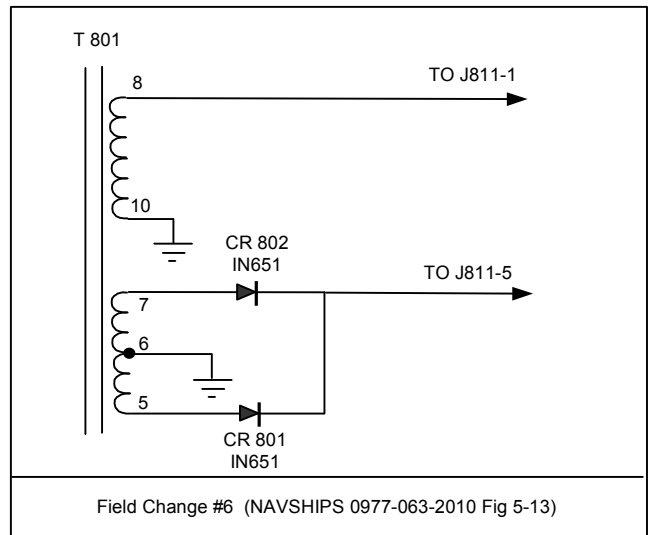 T 801
8
TO J811-1
10
CR 802
IN651
TO J811-5
7
6
5
CR 801
IN651
Field Change #6 (NAVSHIPS 0977-063-2010 Fig 5-13)